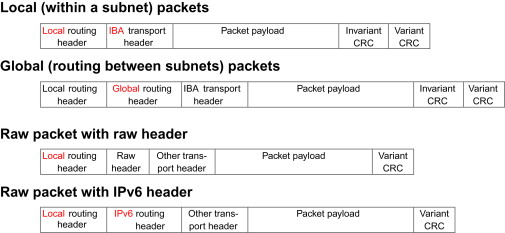 Local (within a subnet) packets
Local routing header
IBA transport header
Packet payload
Invariant CRC
Variant CRC
Global (routing between subnets) packets
Local routing header
Global routing header
IBA transport header
Packet payload
Invariant CRC
Variant CRC
Raw packet with raw header
Local routing header
Raw header
Other trans-
port header
Packet payload
Variant CRC
Raw packet with IPv6 header
Local routing header
IPv6 routing header
Other trans-
port header
Packet payload
Variant CRC